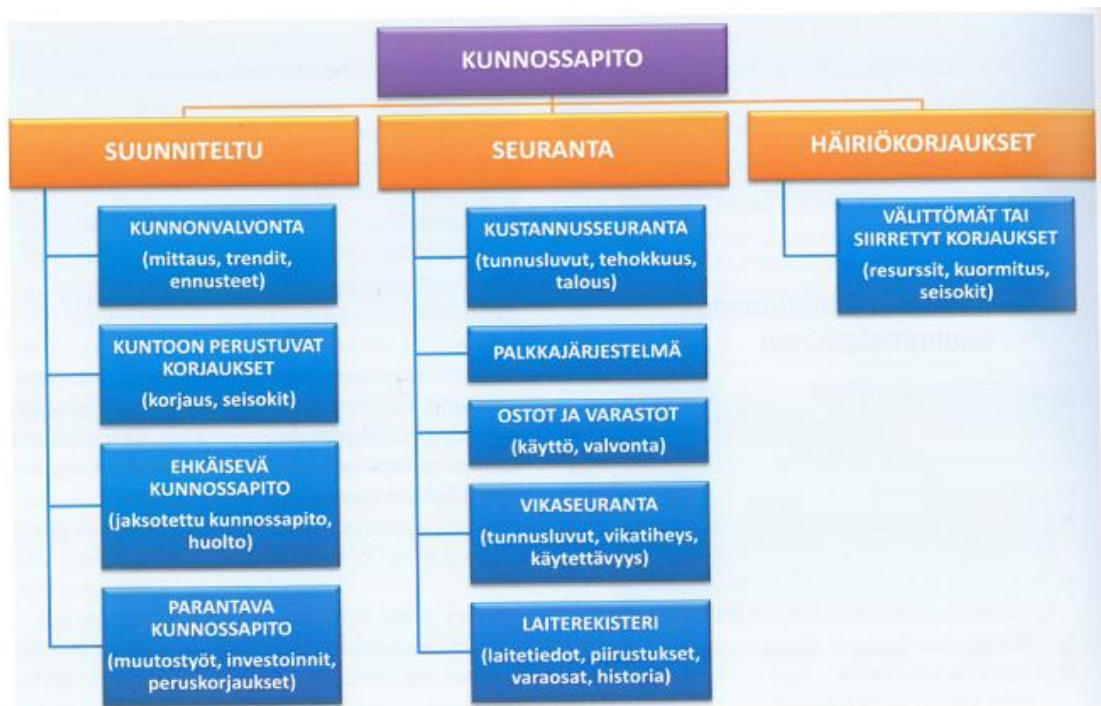 KUNNOSSAPITO
SUUNNITELTU
KUNNONVALVONTA
(mittaus, trendit,
ennusteet)
KUNTOON PERUSTUVAT
KORJAUKSET
(korjaus, seisokit)
EHKÄISEVÄ
KUNNOSSAPITO
(jaksotettu kunnossapito,
huolto)
PARANTAVA
KUNNOSSAPITO
(muutostyöt, investoinnit,
peruskorjaukset)
SEURANTA
KUSTANNUSSEURANTA
(tunnusluvut, tehokkuus,
talous)
PALKKAJÄRJESTELMÄ
OSTOT JA VARASTOT
(käyttö, valvonta)
VIKASEURANTA
(tunnusluvut, vikatiheys,
käytettävyys)
LAITEREKISTERI
(laitetiedot, piirustukset,
varaosat, historia)
HÄIRIÖKORJAUKSET
VÄLITTÖMÄT TAI
SIIRRETYT KORJAUKSET
(resurssit, kuormitus,
seisokit)